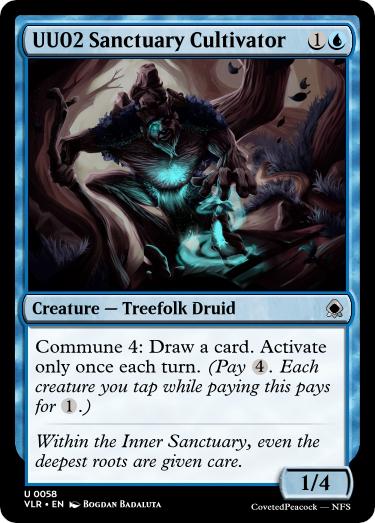 UU02 Sanctuary Cultivator 1
Creature — Treefolk Druid
Commune 4: Draw a card. Activate
only once each turn. (Pay 4. Each
creature you tap while paying this pays
for 1.)
Within the Inner Sanctuary, even the
deepest roots are given care.
1/4
U 0058
VLR • EN Bogdan Badaluta
CovetedPeacock — NFS